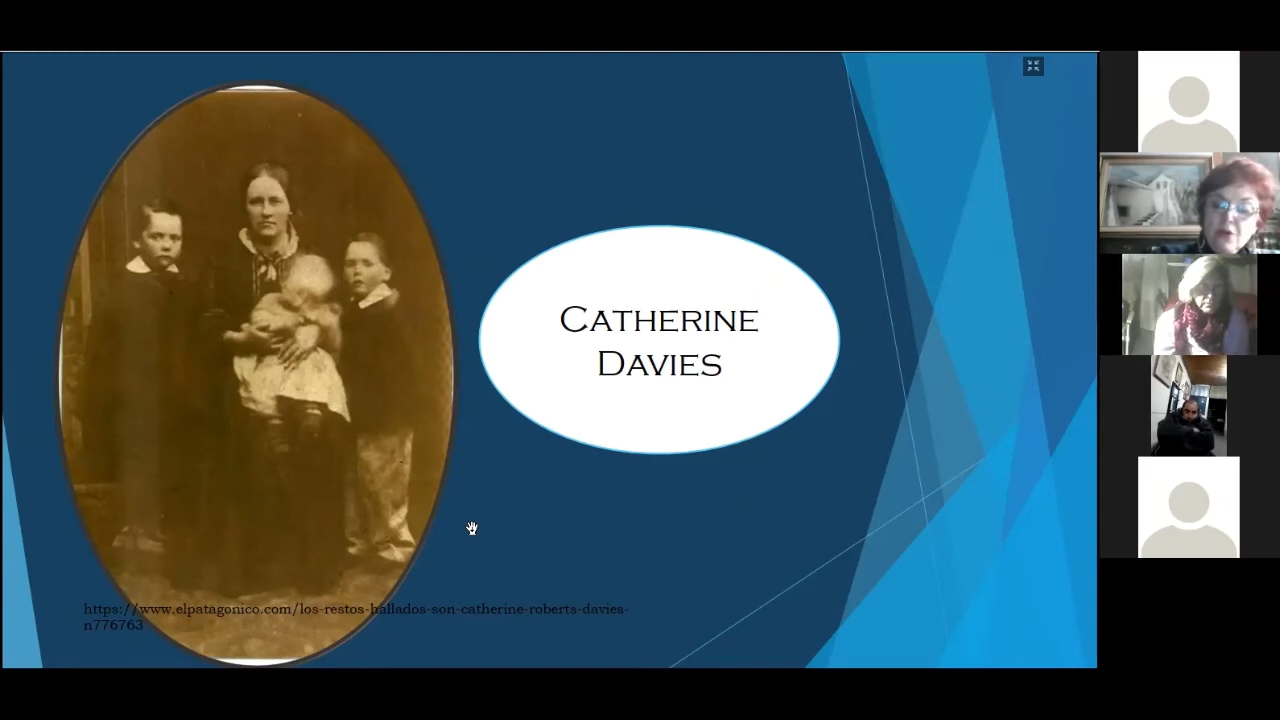 CATHERINE
DAVIES
https://www.elpatagonico.com/los-restos-hallados-son-catherine-roberts-davies-
n776763